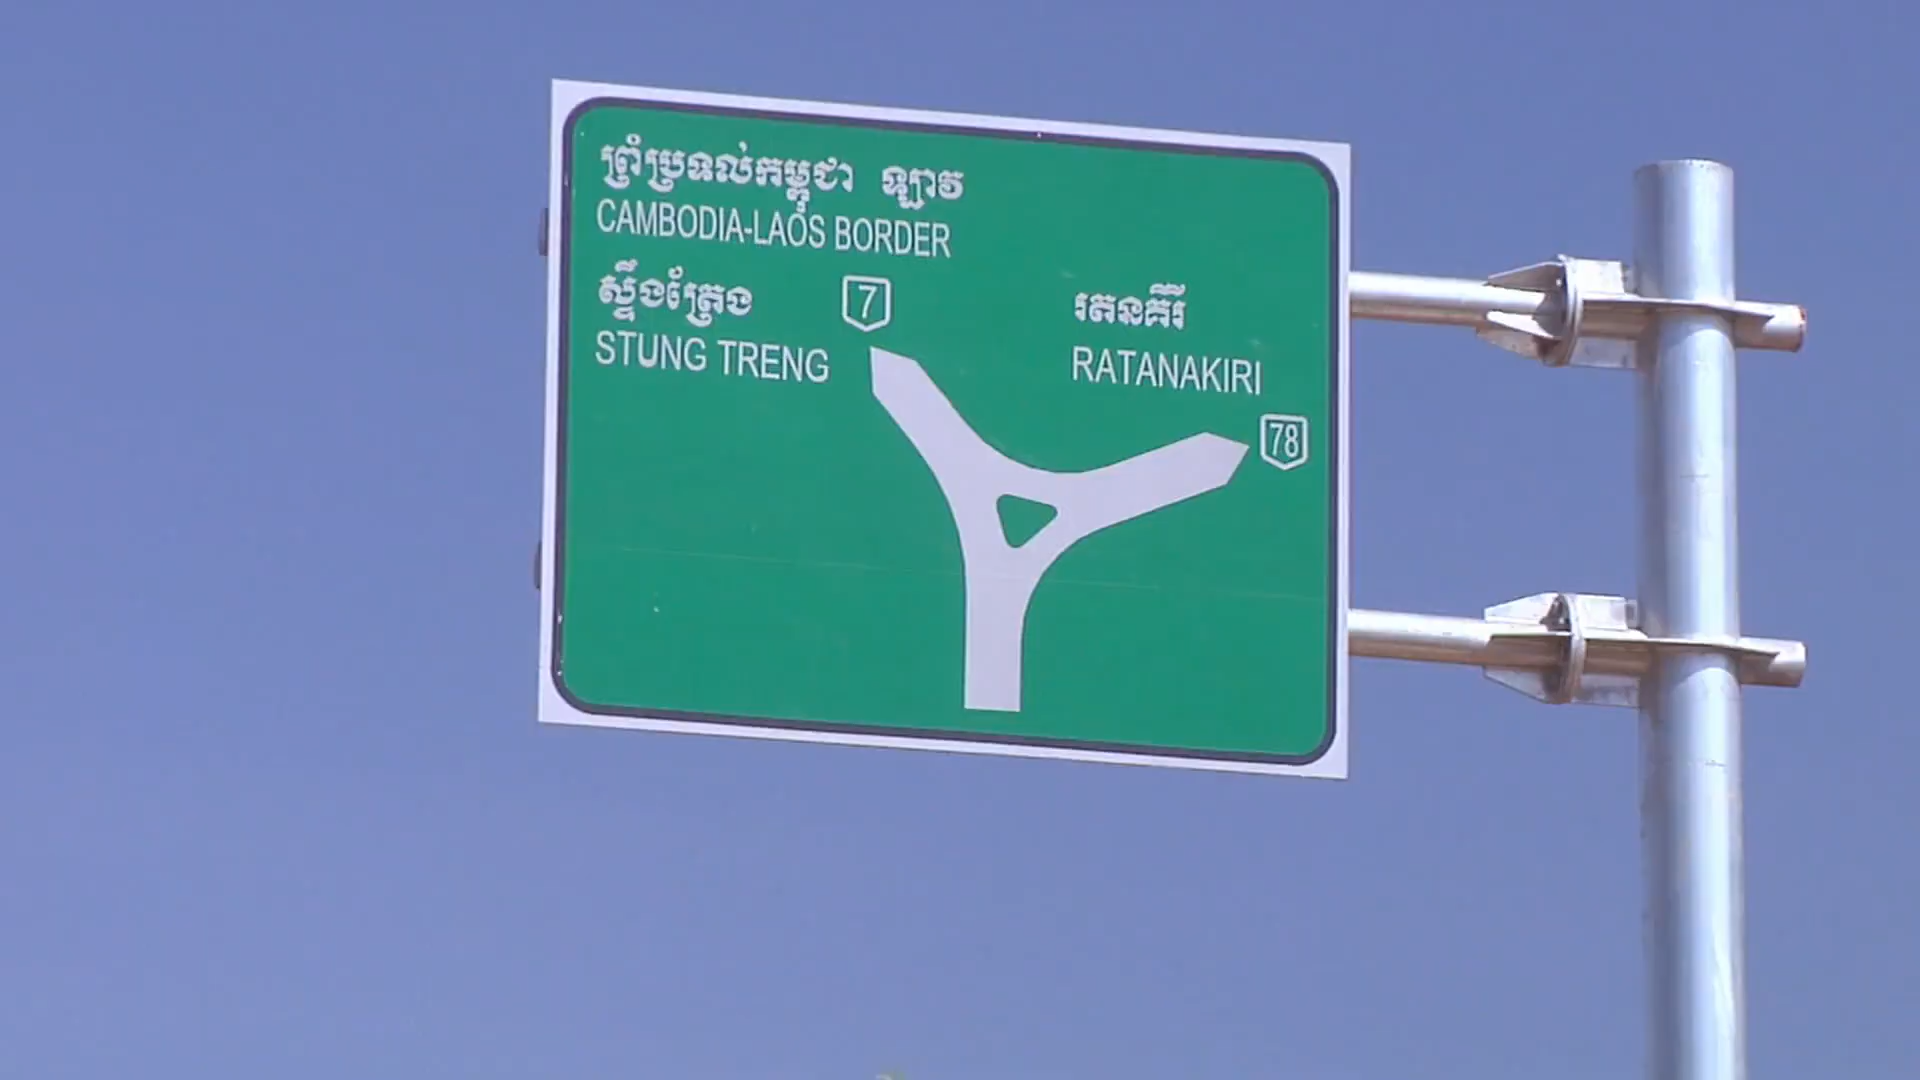 ព្រំប្រទល់កម្ពុជា ឡាវ
CAMBODIA-LAOS BORDER
ស្ទឹងត្រែង
STUNG TRENG
7
រតនគីរី
RATANAKIRI
78